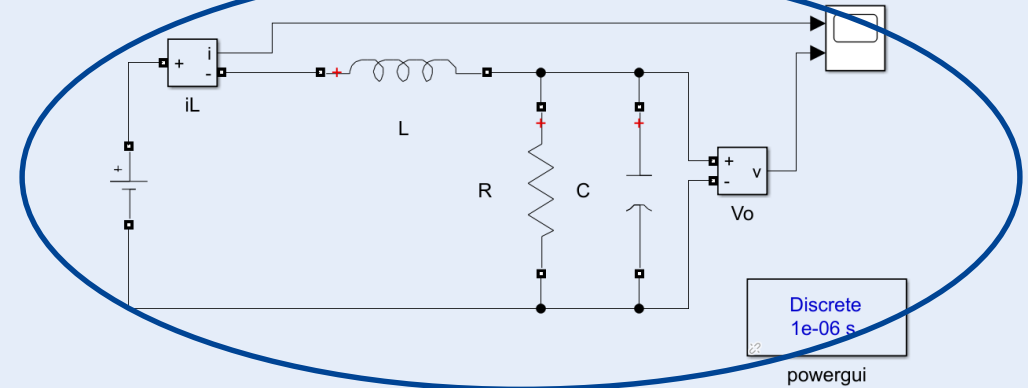 +
i
-
iL
+
L
+
+
+
R
C
+
-
v
Vo
Discrete
1e-06 s
powergui